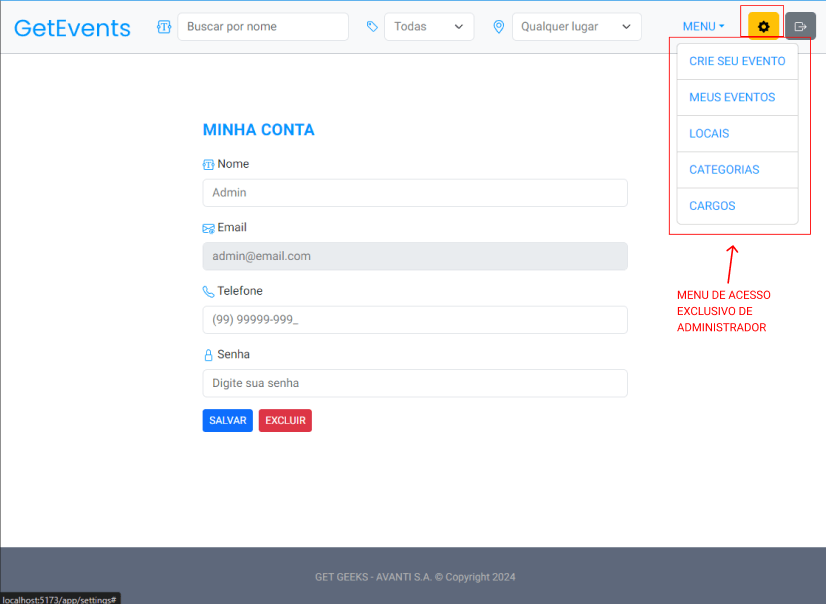 GetEvents
Buscar por nome
Todas
Qualquer lugar
MENU
CRIE SEU EVENTO
MEUS EVENTOS
LOCAIS
CATEGORIAS
CARGOS
MENU DE ACESSO
EXCLUSIVO DE
ADMINISTRADOR
MINHA CONTA
Nome
Admin
Email
admin@email.com
Telefone
(99) 99999-999_
Senha
Digite sua senha
SALVAR
EXCLUIR
GET GEEKS - AVANTI S.A. © Copyright 2024
localhost:5173/app/settings#